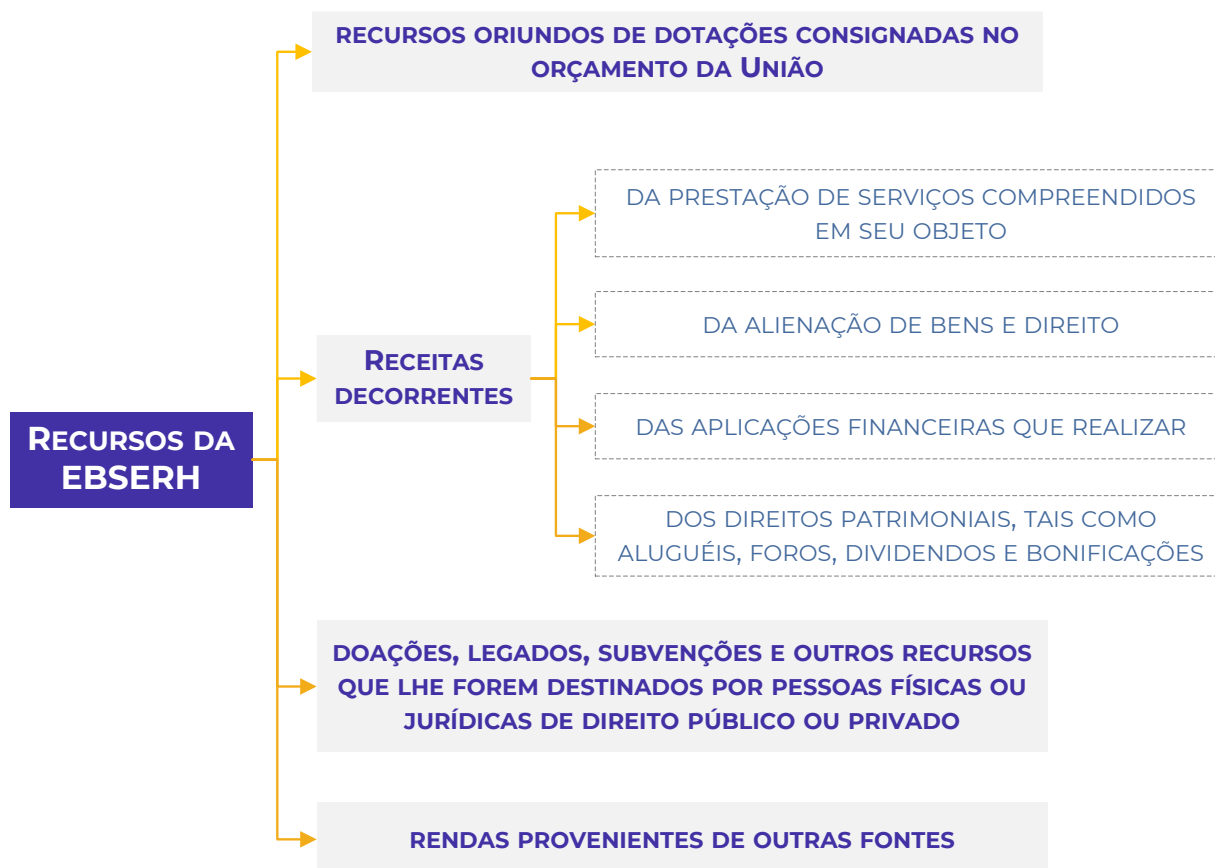 RECURSOS ORIUNDOS DE DOTAÇÕES CONSIGNADAS NO
ORÇAMENTO DA UNIÃO
DA PRESTAÇÃO DE SERVIÇOS COMPREENDIDOS
EM SEU OBJETO
DA ALIENAÇÃO DE BENS E DIREITO
RECEITAS
DECORRENTES
DAS APLICAÇÕES FINANCEIRAS QUE REALIZAR
RECURSOS DA
EBSERH
DOS DIREITOS PATRIMONIAIS, TAIS COMO
ALUGUÉIS, FOROS, DIVIDENDOS E BONIFICAÇÕES
DOAÇÕES, LEGADOS, SUBVENÇÕES E OUTROS RECURSOS
QUE LHE FOREM DESTINADOS POR PESSOAS FÍSICAS OU
JURÍDICAS DE DIREITO PÚBLICO OU PRIVADO
RENDAS PROVENIENTES DE OUTRAS FONTES